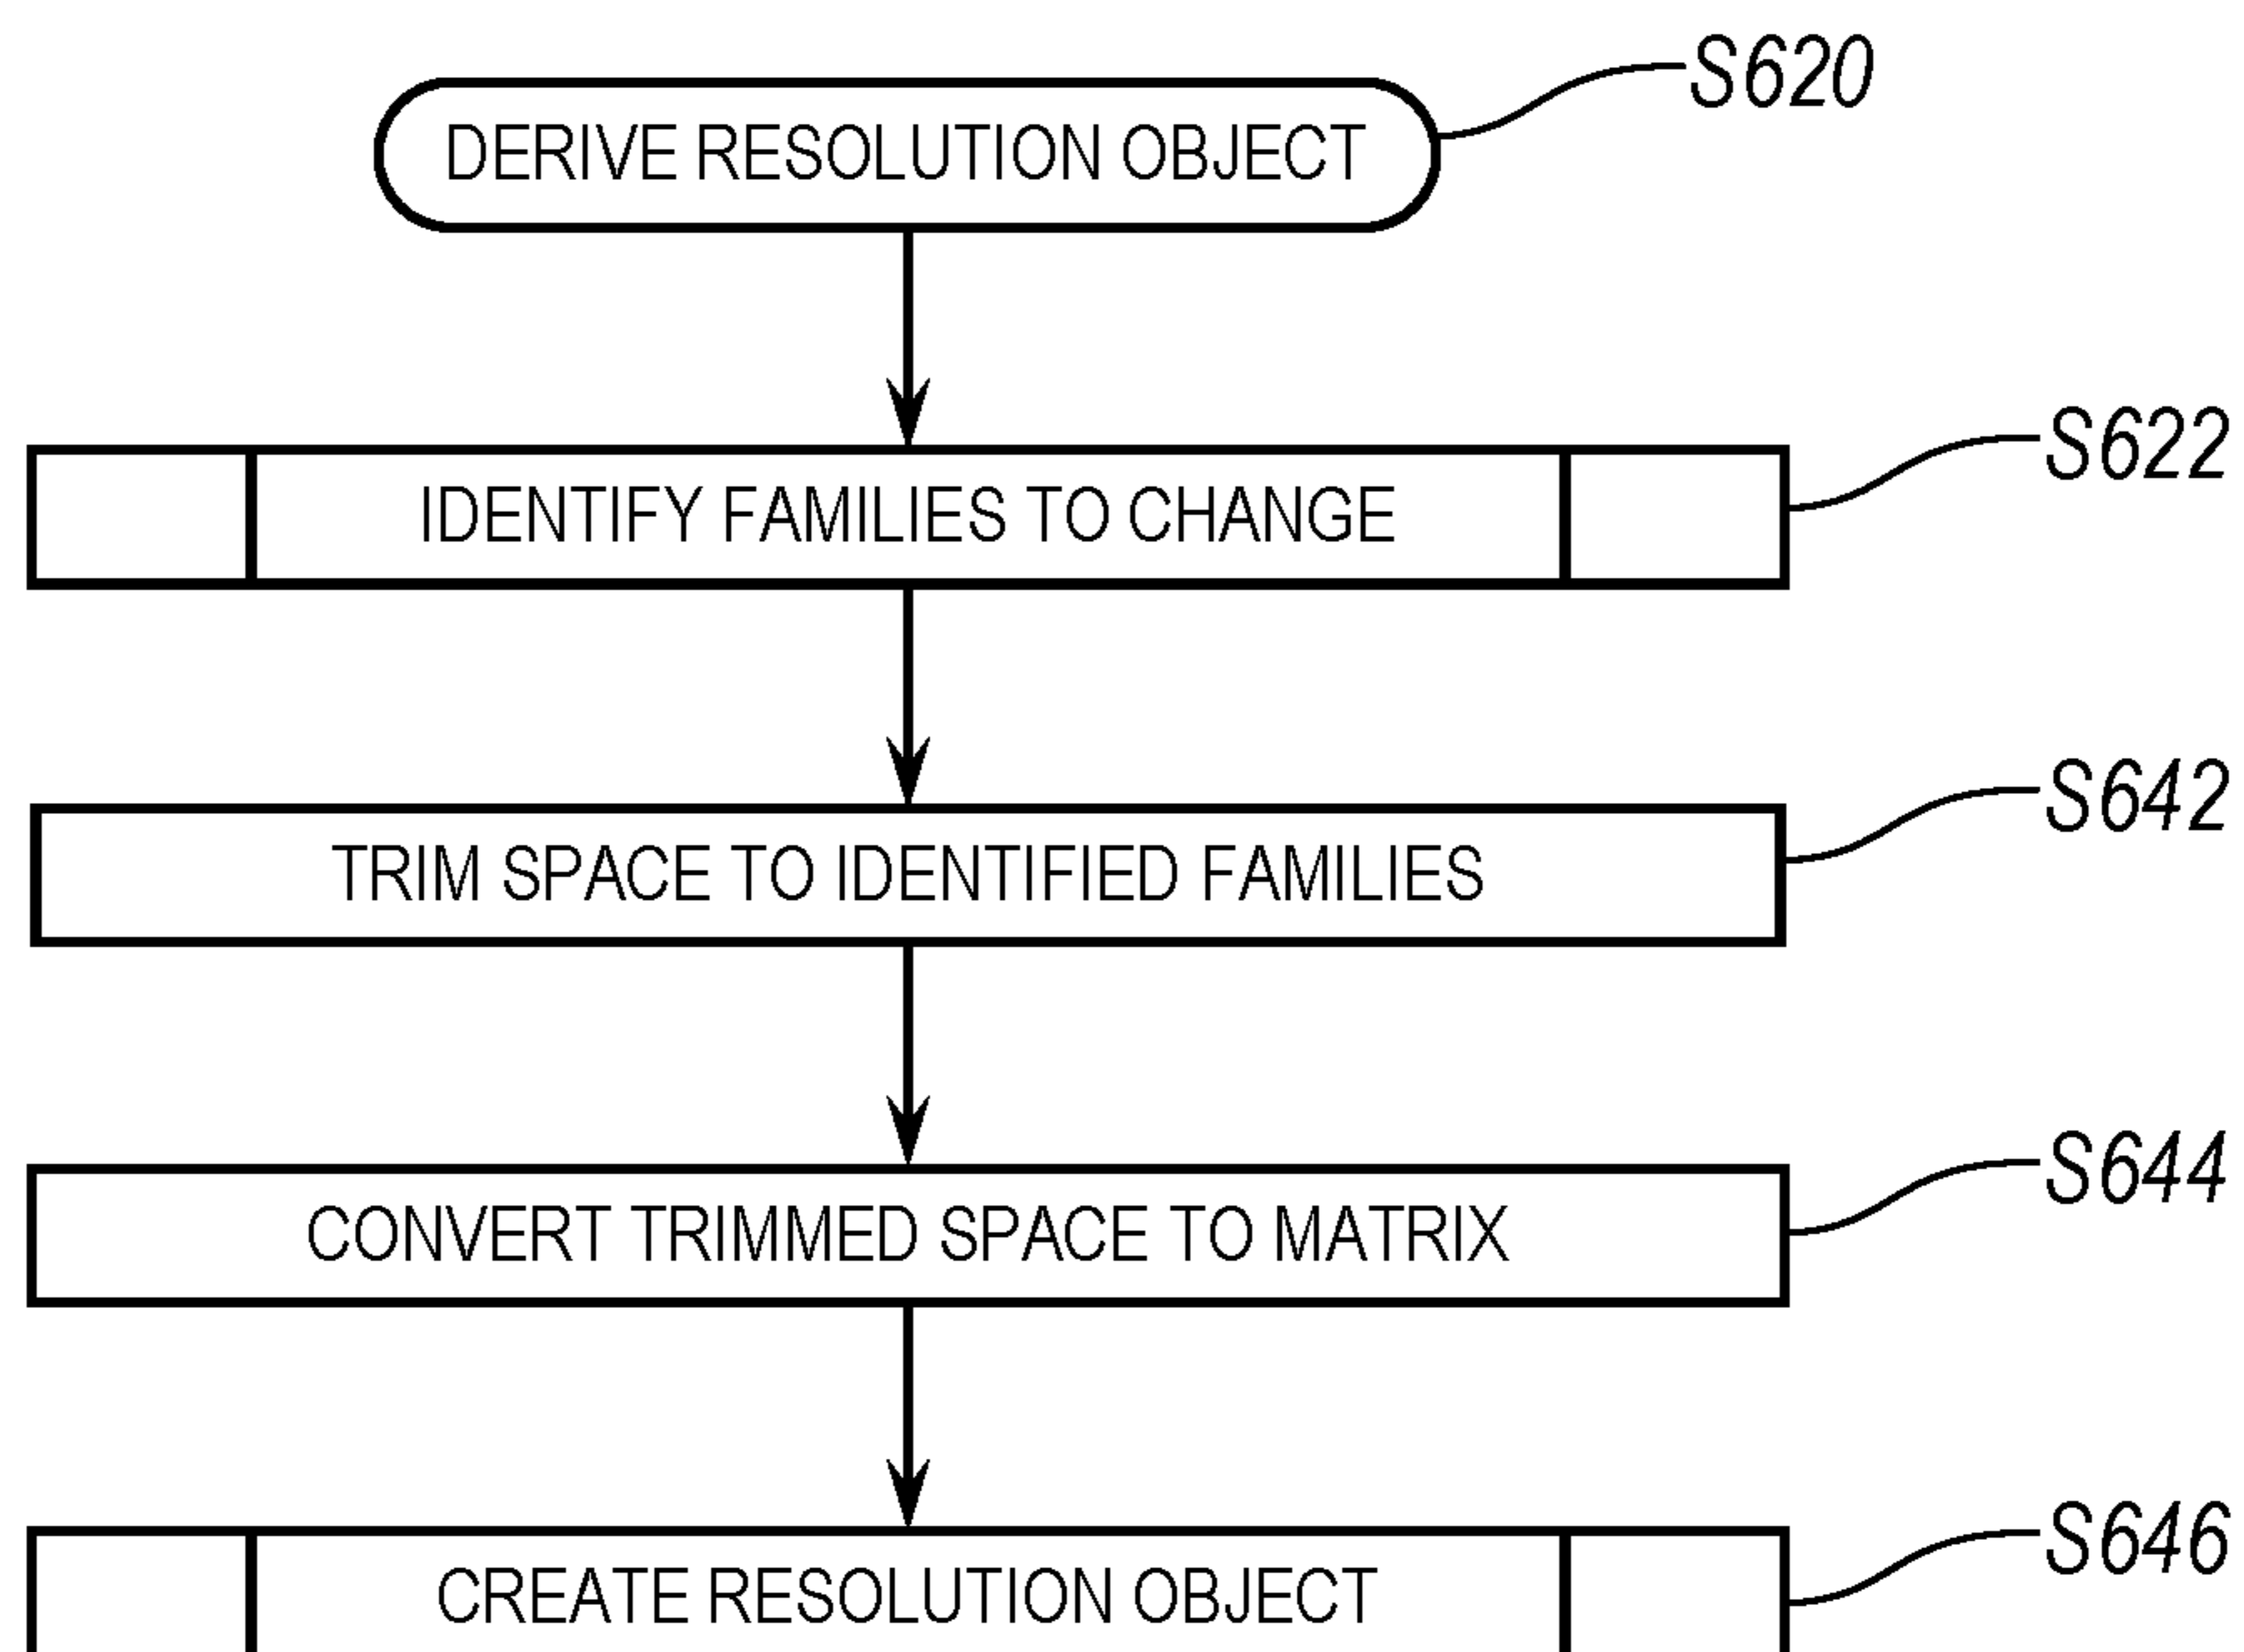 S620
DERIVE RESOLUTION OBJECT
S622
IDENTIFY FAMILIES TO CHANGE
S642
TRIM SPACE TO IDENTIFIED FAMILIES
S644
CONVERT TRIMMED SPACE TO MATRIX
S646
CREATE RESOLUTION OBJECT